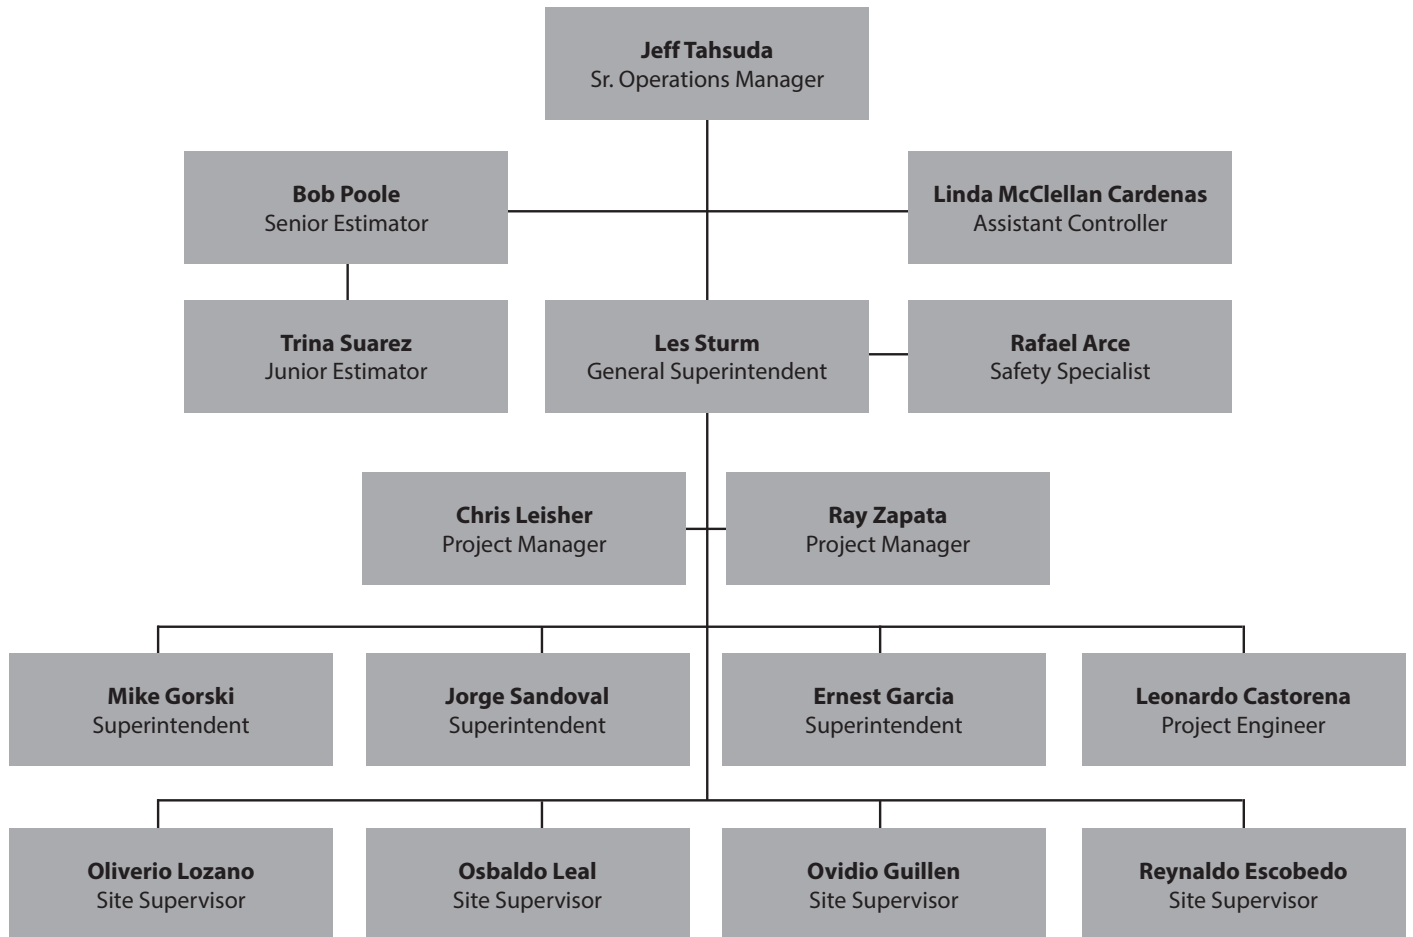 Jeff Tahsuda
Sr. Operations Manager
Bob Poole
Senior Estimator
Linda McClellan Cardenas
Assistant Controller
Trina Suarez
Junior Estimator
Les Sturm
General Superintendent
Rafael Arce
Safety Specialist
Chris Leisher
Project Manager
Ray Zapata
Project Manager
Mike Gorski
Superintendent
Jorge Sandoval
Superintendent
Ernest Garcia
Superintendent
Leonardo Castorena
Project Engineer
Oliverio Lozano
Site Supervisor
Osbaldo Leal
Site Supervisor
Ovidio Guillen
Site Supervisor
Reynaldo Escobedo
Site Supervisor